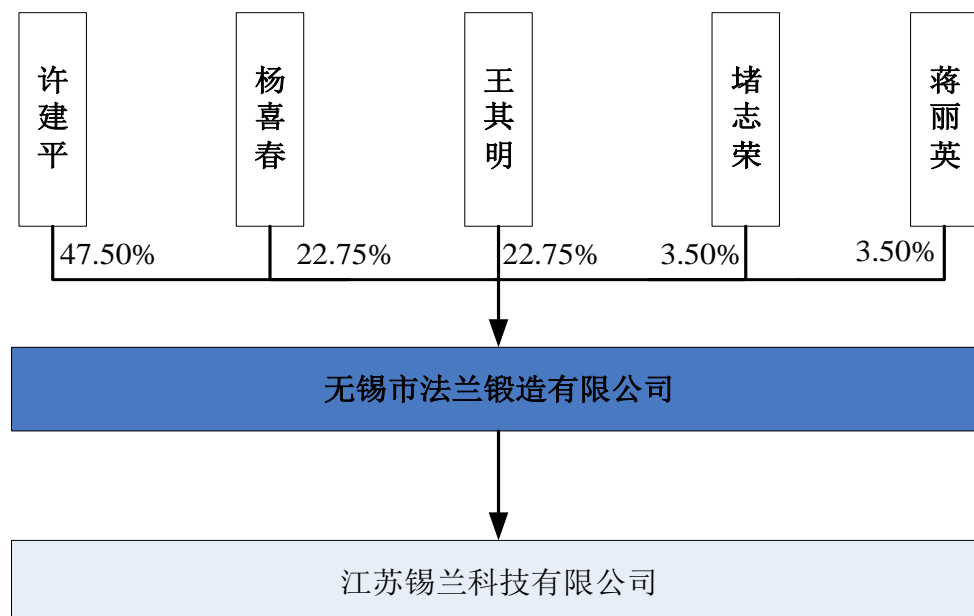 许建平
杨喜春
王其明
堵志荣
蒋丽英
47.50%
22.75%
22.75%
3.50%
3.50%
无锡市法兰锻造有限公司
江苏锡兰科技有限公司